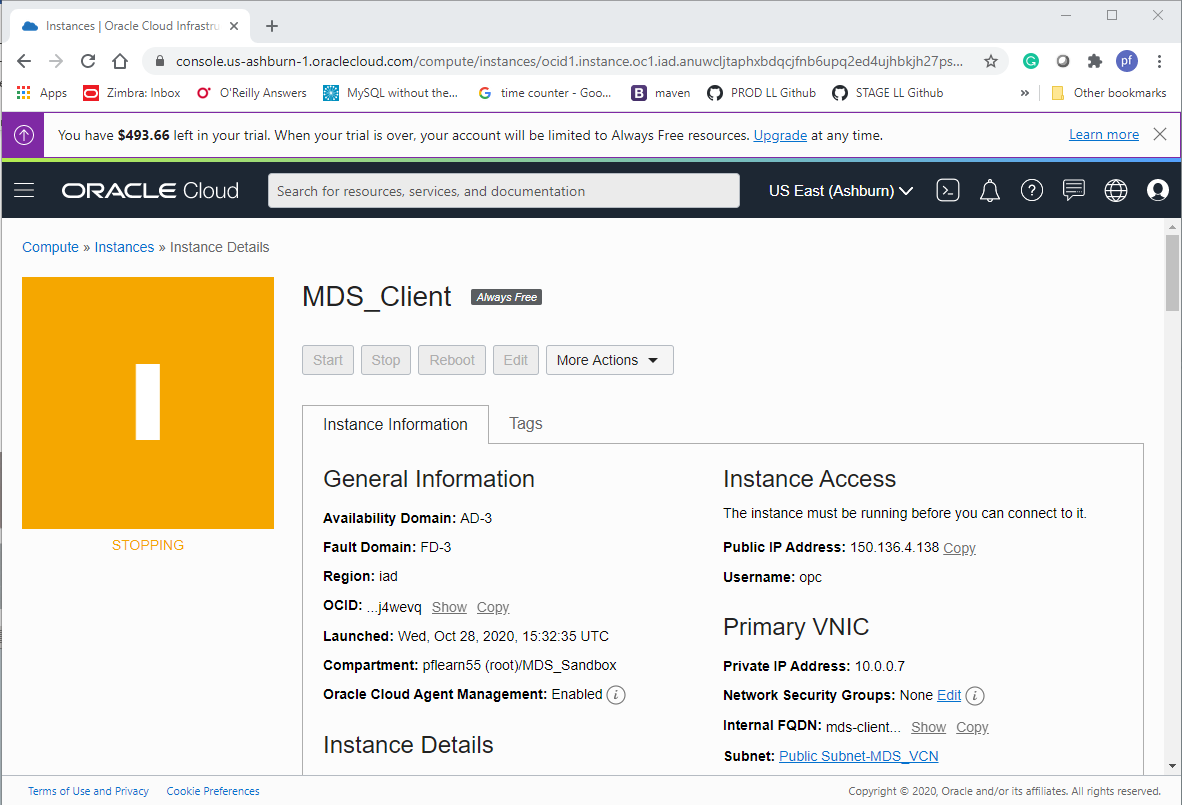 Instances | Oracle Cloud Infrastru
console.us-ashburn-1.oraclecloud.com/compute/instances/ocid1.instance.oc1.iad.anuwcljtaphxbdqcjfnb6upq2ed4ujhbkjh27ps...
pf
Apps Zimbra: Inbox O'Reilly Answers MySQL without the... time counter - Goo... maven PROD LL Github STAGE LL Github » Other bookmarks
You have $493.66 left in your trial. When your trial is over, your account will be limited to Always Free resources. Upgrade at any time. Learn more
ORACLE Cloud Search for resources, services, and documentation US East (Ashburn)
Compute » Instances » Instance Details
I
STOPPING
MDS_Client Always Free
Start Stop Reboot Edit More Actions
Instance Information Tags
General Information
Availability Domain: AD-3
Fault Domain: FD-3
Region: iad
OCID: ...j4wevq Show Copy
Launched: Wed, Oct 28, 2020, 15:32:35 UTC
Compartment: pflearn55 (root)/MDS_Sandbox
Oracle Cloud Agent Management: Enabled
Instance Details
Instance Access
The instance must be running before you can connect to it.
Public IP Address: 150.136.4.138 Copy
Username: opc
Primary VNIC
Private IP Address: 10.0.0.7
Network Security Groups: None Edit
Internal FQDN: mds-client... Show Copy
Subnet: Public Subnet-MDS_VCN
Terms of Use and Privacy Cookie Preferences
Copyright © 2020, Oracle and/or its affiliates. All rights reserved.